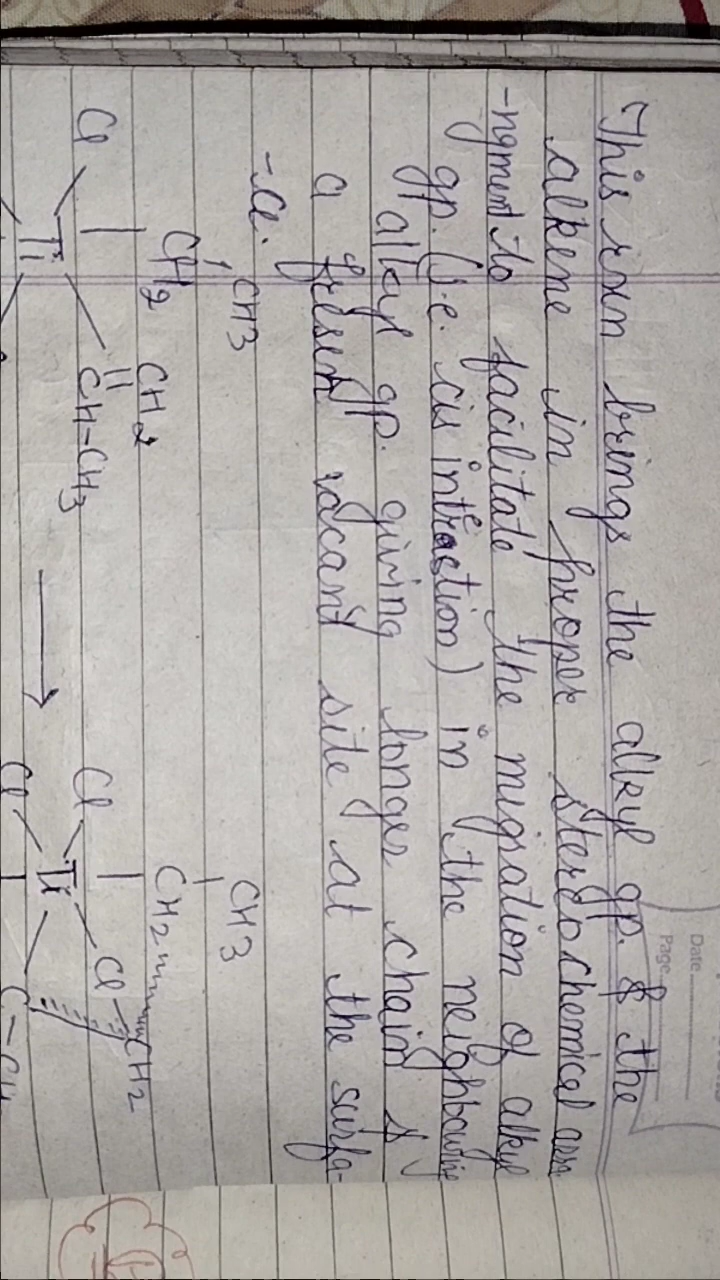 Date
Page
This rxn brings the alkyl gp. & the
alkene in proper stereochemical arra
-ngment to facilitate the migration of alkyl
gp. (i.e. cis interaction) in the neighbouring
alkyl gp. giving longer chain &
a fresh vacant site at the surfa-
-ce.
CH3 CH3
CH2 CH2 CH2 CH2
Cl CH-CH3 Cl Cl
Ti Ti
Cl